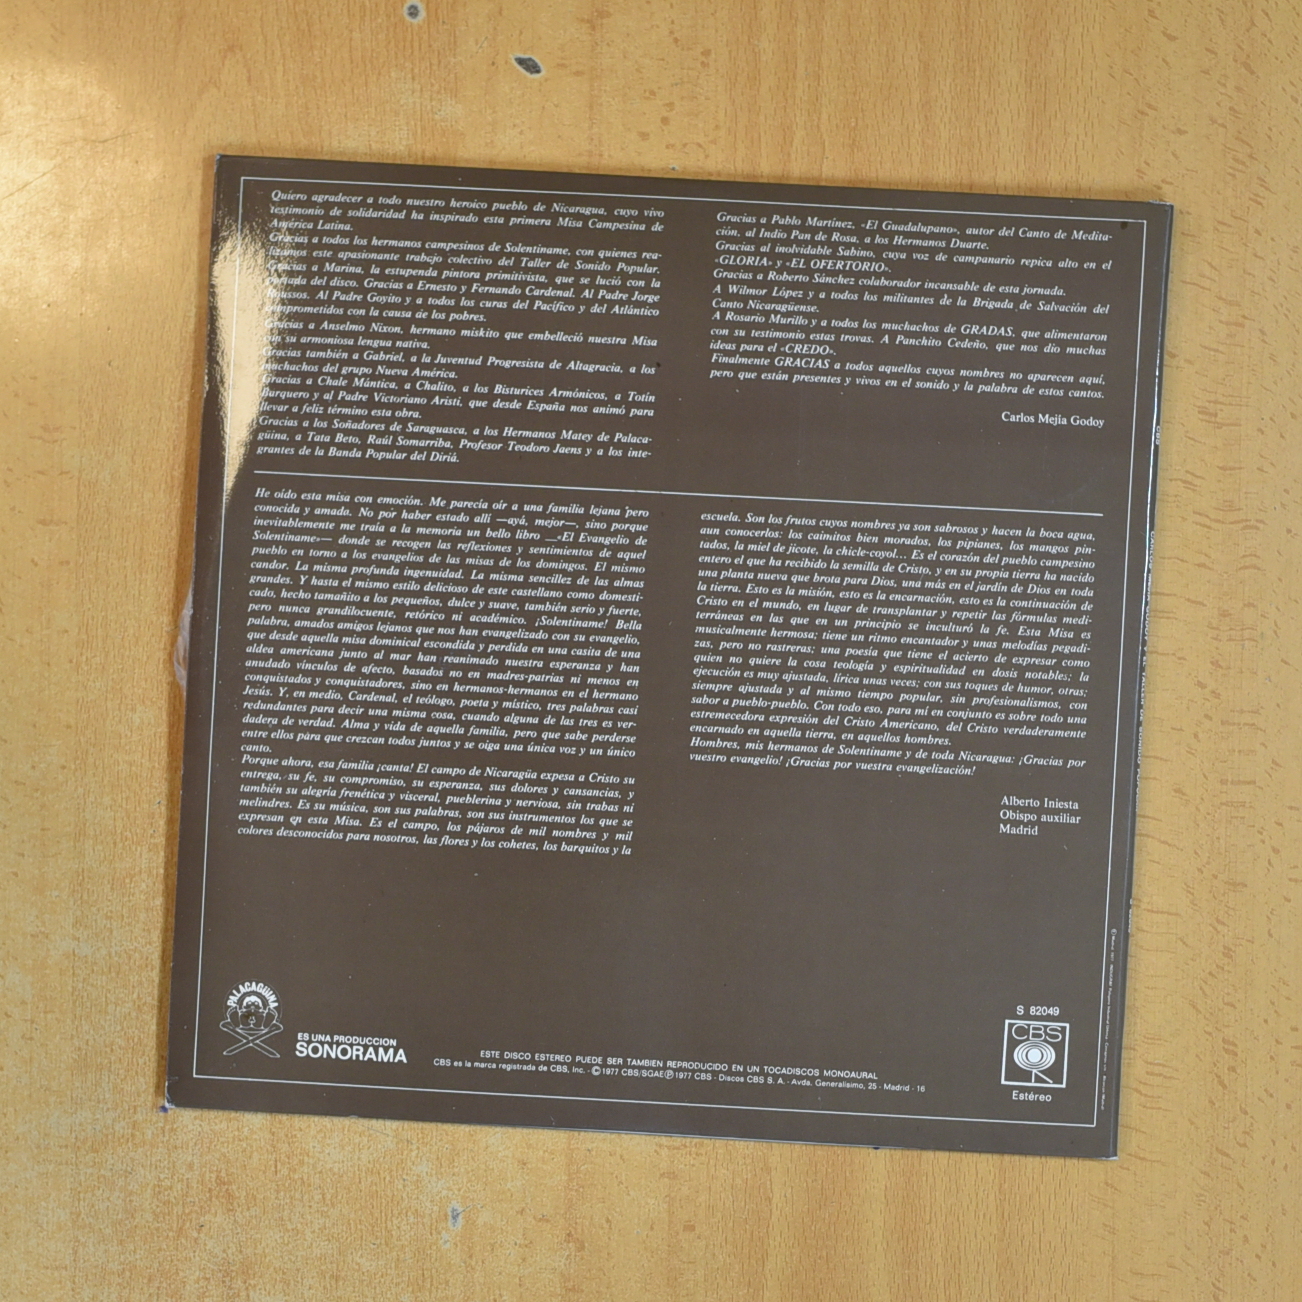 Quiero agradecer a todo nuestro heroico pueblo de Nicaragua, cuyo vivo
testimonio de solidaridad ha inspirado esta primera Misa Campesina de
América Latina.
Gracias a todos los hermanos campesinos de Solentiname, con quienes rea-
lizamos este apasionante trabajo colectivo del Taller de Sonido Popular.
Gracias a Marina, la estupenda pintora primitivista, que se lució con la
portada del disco. Gracias a Ernesto y Fernando Cardenal. Al Padre Jorge
Roussos. Al Padre Goyito y a todos los curas del Pacífico y del Atlántico
comprometidos con la causa de los pobres.
Gracias a Anselmo Nixon, hermano miskito que embelleció nuestra Misa
con su armoniosa lengua nativa.
Gracias también a Gabriel, a la Juventud Progresista de Altagracia, a los
muchachos del grupo Nueva América.
Gracias a Chale Mántica, a Chalito, a los Bisturices Armónicos, a Totín
Barquero y al Padre Victoriano Aristi, que desde España nos animó para
llevar a feliz término esta obra.
Gracias a los Soñadores de Saraguasca, a los Hermanos Matey de Palaca-
güina, a Tata Beto, Raúl Somarriba, Profesor Teodoro Jaens y a los inte-
grantes de la Banda Popular del Diriá.
Gracias a Pablo Martínez, «El Guadalupano», autor del Canto de Medita-
ción, al Indio Pan de Rosa, a los Hermanos Duarte.
Gracias al inolvidable Sabino, cuya voz de campanario repica alto en el
«GLORIA» y «EL OFERTORIO».
Gracias a Roberto Sánchez colaborador incansable de esta jornada.
A Wilmor López y a todos los militantes de la Brigada de Salvación del
Canto Nicaragüense.
A Rosario Murillo y a todos los muchachos de GRADAS, que alimentaron
con su testimonio estas trovas. A Panchito Cedeño, que nos dio muchas
ideas para el «CREDO».
Finalmente GRACIAS a todos aquellos cuyos nombres no aparecen aquí,
pero que están presentes y vivos en el sonido y la palabra de estos cantos.
Carlos Mejía Godoy
He oído esta misa con emoción. Me parecía oír a una familia lejana pero
conocida y amada. No por haber estado allí —ayá, mejor—, sino porque
inevitablemente me traía a la memoria un bello libro —«El Evangelio de
Solentiname»— donde se recogen las reflexiones y sentimientos de aquel
pueblo en torno a los evangelios de las misas de los domingos. El mismo
candor. La misma profunda ingenuidad. La misma sencillez de las almas
grandes. Y hasta el mismo estilo delicioso de este castellano como domesti-
cado, hecho tamañito a los pequeños, dulce y suave, también serio y fuerte,
pero nunca grandilocuente, retórico ni académico. ¡Solentiname! Bella
palabra, amados amigos lejanos que nos han evangelizado con su evangelio,
que desde aquella misa dominical escondida y perdida en una casita de una
aldea americana junto al mar han reanimado nuestra esperanza y han
anudado vínculos de afecto, basados no en madres-patrias ni menos en
conquistados y conquistadores, sino en hermanos-hermanos en el hermano
Jesús. Y, en medio, Cardenal, el teólogo, poeta y místico, tres palabras casi
redundantes para decir una misma cosa, cuando alguna de las tres es ver-
dadera de verdad. Alma y vida de aquella familia, pero que sabe perderse
entre ellos para que crezcan todos juntos y se oiga una única voz y un único
canto.
Porque ahora, esa familia ¡canta! El campo de Nicaragüa expesa a Cristo su
entrega, su fe, su compromiso, su esperanza, sus dolores y cansancias, y
también su alegría frenética y visceral, pueblerina y nerviosa, sin trabas ni
melindres. Es su música, son sus palabras, son sus instrumentos los que se
expresan en esta Misa. Es el campo, los pájaros de mil nombres y mil
colores desconocidos para nosotros, las flores y los cohetes, los barquitos y la
escuela. Son los frutos cuyos nombres ya son sabrosos y hacen la boca agua,
aun conocerlos: los caimitos bien morados, los pipianes, los mangos pin-
tados, la miel de jicote, la chicle-coyol... Es el corazón del pueblo campesino
entero el que ha recibido la semilla de Cristo, y en su propia tierra ha nacido
una planta nueva que brota para Dios, una más en el jardín de Dios en toda
la tierra. Esto es la misión, esto es la encarnación, esto es la continuación de
Cristo en el mundo, en lugar de transplantar y repetir las fórmulas medi-
terráneas en las que en un principio se inculturó la fe. Esta Misa es
musicalmente hermosa; tiene un ritmo encantador y unas melodías pegadi-
zas, pero no rastreras; una poesía que tiene el acierto de expresar como
quien no quiere la cosa teología y espiritualidad en dosis notables; la
ejecución es muy ajustada, lírica unas veces; con sus toques de humor, otras;
siempre ajustada y al mismo tiempo popular, sin profesionalismos, con
sabor a pueblo-pueblo. Con todo eso, para mí en conjunto es sobre todo una
estremecedora expresión del Cristo Americano, del Cristo verdaderamente
encarnado en aquella tierra, en aquellos hombres.
Hombres, mis hermanos de Solentiname y de toda Nicaragua: ¡Gracias por
vuestro evangelio! ¡Gracias por vuestra evangelización!
Alberto Iniesta
Obispo auxiliar
Madrid
PALACAGUINA
ES UNA PRODUCCION
SONORAMA
ESTE DISCO ESTEREO PUEDE SER TAMBIEN REPRODUCIDO EN UN TOCADISCOS MONOAURAL
CBS es la marca registrada de CBS, Inc. · ©1977 CBS/SGAE Ⓟ1977 CBS · Discos CBS S. A. · Avda. Generalísimo, 25 · Madrid · 16
S 82049
CBS
Estéreo